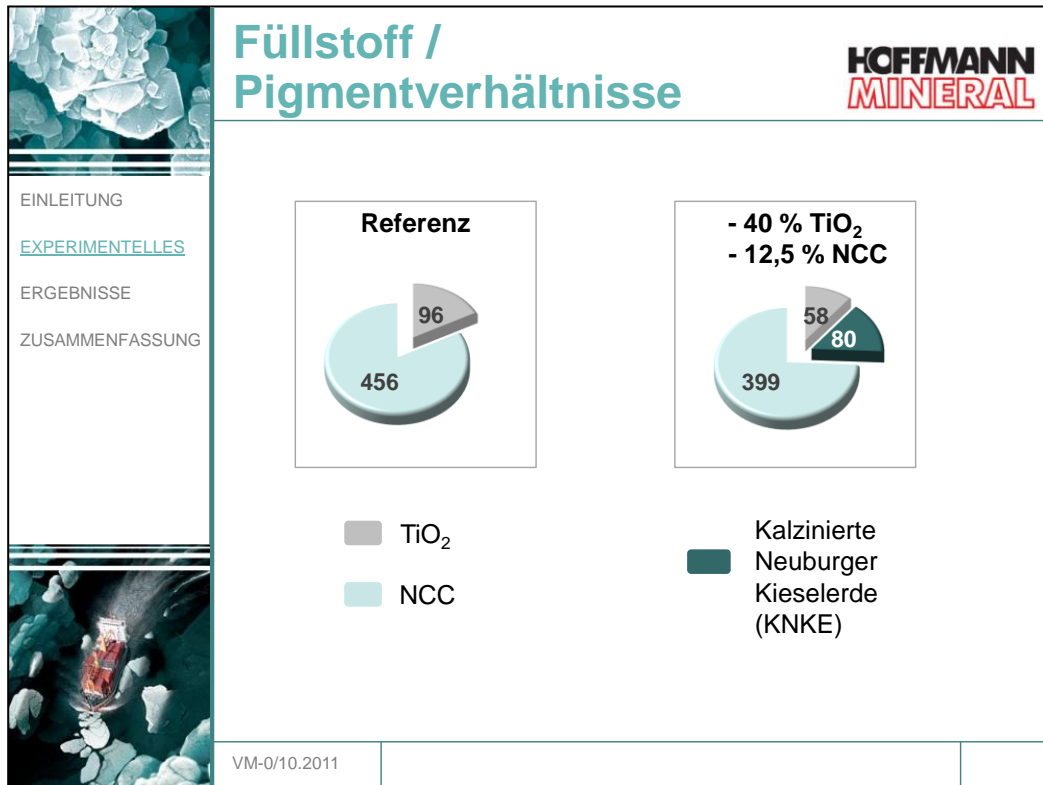 Füllstoff /
Pigmentverhältnisse
HOFFMANN
MINERAL
EINLEITUNG
EXPERIMENTELLES
ERGEBNISSE
ZUSAMMENFASSUNG
Referenz
96
456
- 40 % TiO₂
- 12,5 % NCC
58
80
399
TiO₂
NCC
Kalzinierte
Neuburger
Kieselerde
(KNKE)
VM-0/10.2011